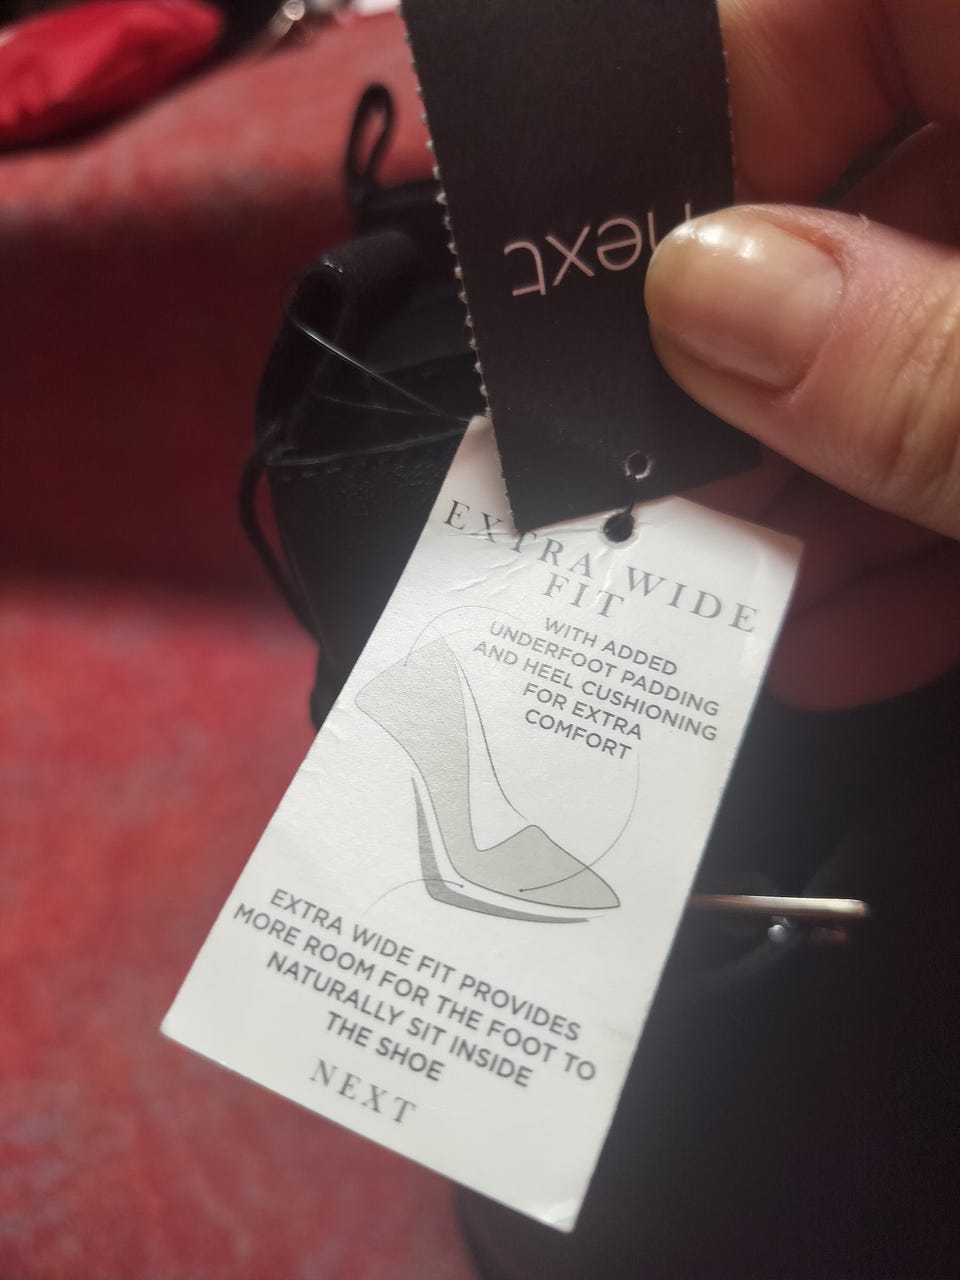 next
EXTRA WIDE
FIT
WITH ADDED
UNDERFOOT PADDING
AND HEEL CUSHIONING
FOR EXTRA
COMFORT
EXTRA WIDE FIT PROVIDES
MORE ROOM FOR THE FOOT TO
NATURALLY SIT INSIDE
THE SHOE
NEXT